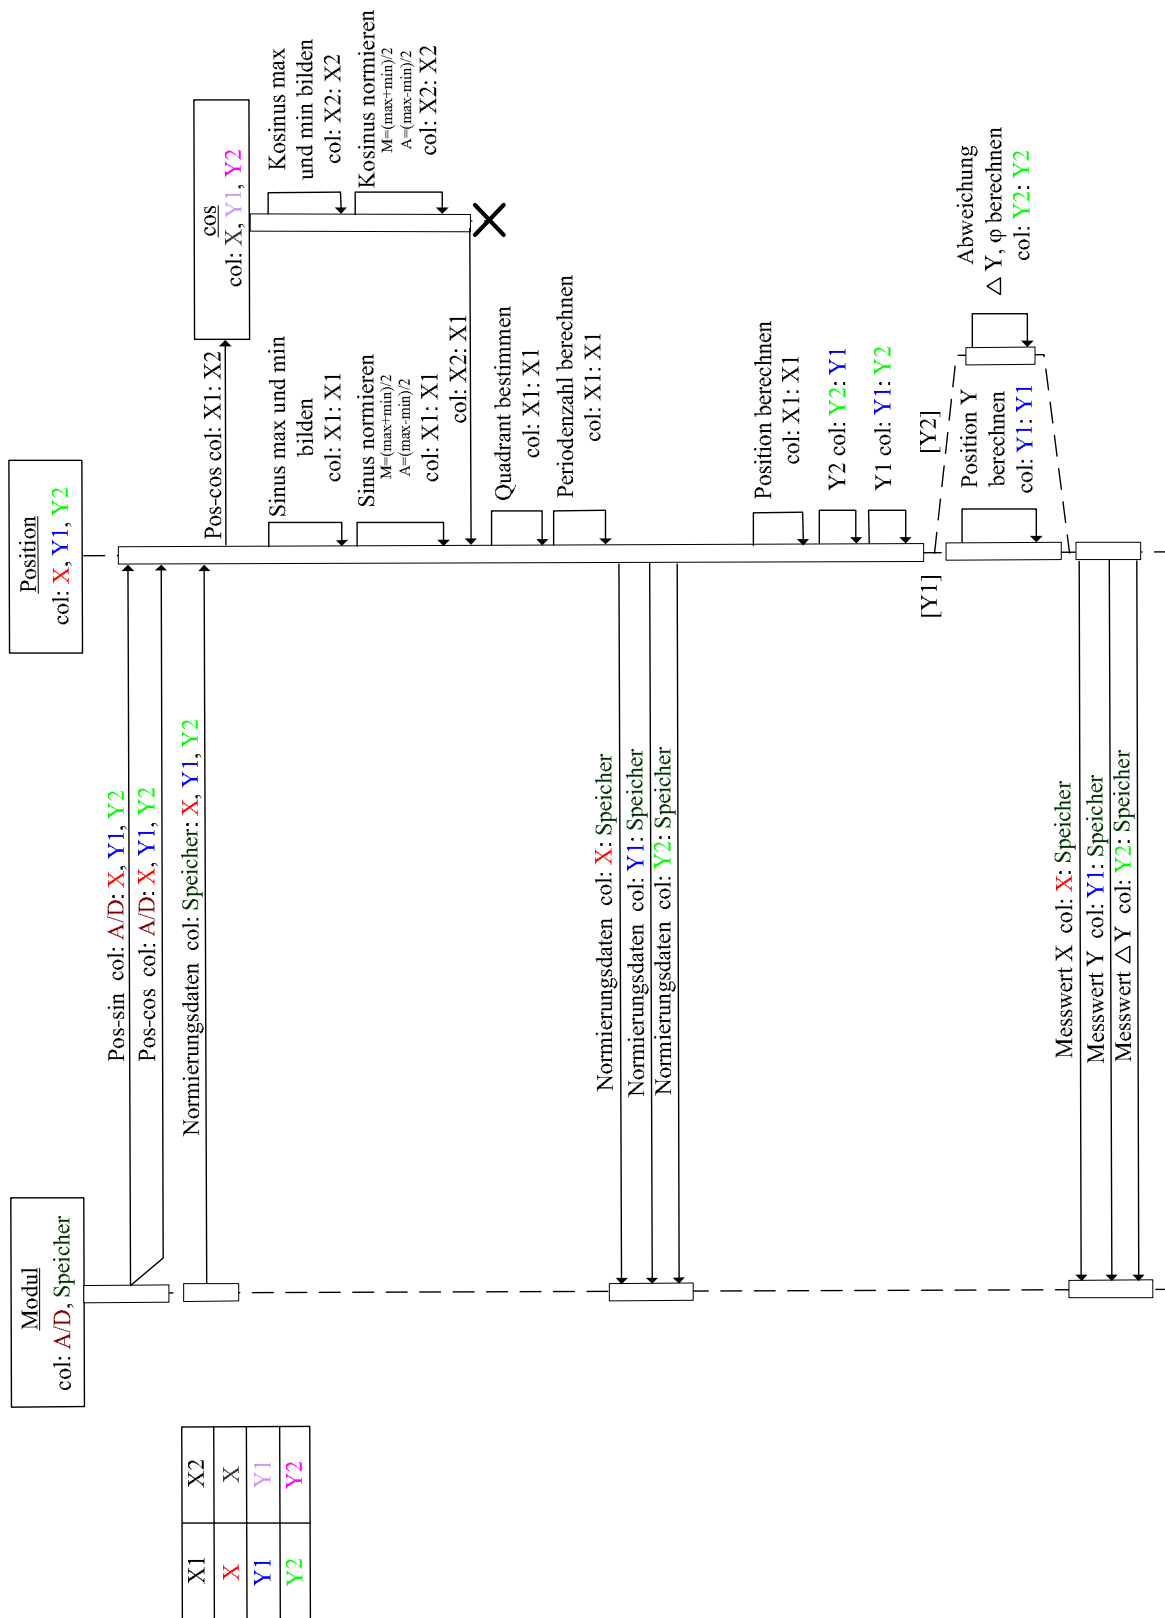 Modul
col: A/D, Speicher
Position
col: X, Y1, Y2
cos
col: X, Y1, Y2
X1 X2
X X
Y1 Y1
Y2 Y2
Pos-sin col: A/D: X, Y1, Y2
Pos-cos col: A/D: X, Y1, Y2
Normierungsdaten col: Speicher: X, Y1, Y2
Pos-cos col: X1: X2
Sinus max und min
bilden
col: X1: X1
Kosinus max
und min bilden
col: X2: X2
Sinus normieren
M=(max+min)/2
A=(max-min)/2
col: X1: X1
Kosinus normieren
M=(max+min)/2
A=(max-min)/2
col: X2: X2
col: X2: X1
Quadrant bestimmen
col: X1: X1
Periodenzahl berechnen
col: X1: X1
Normierungsdaten col: X: Speicher
Normierungsdaten col: Y1: Speicher
Normierungsdaten col: Y2: Speicher
Position berechnen
col: X1: X1
Y2 col: Y2: Y1
Y1 col: Y1: Y2
[Y1]
[Y2]
Position Y
berechnen
col: Y1: Y1
Abweichung
△ Y, φ berechnen
col: Y2: Y2
Messwert X col: X: Speicher
Messwert Y col: Y1: Speicher
Messwert △ Y col: Y2: Speicher